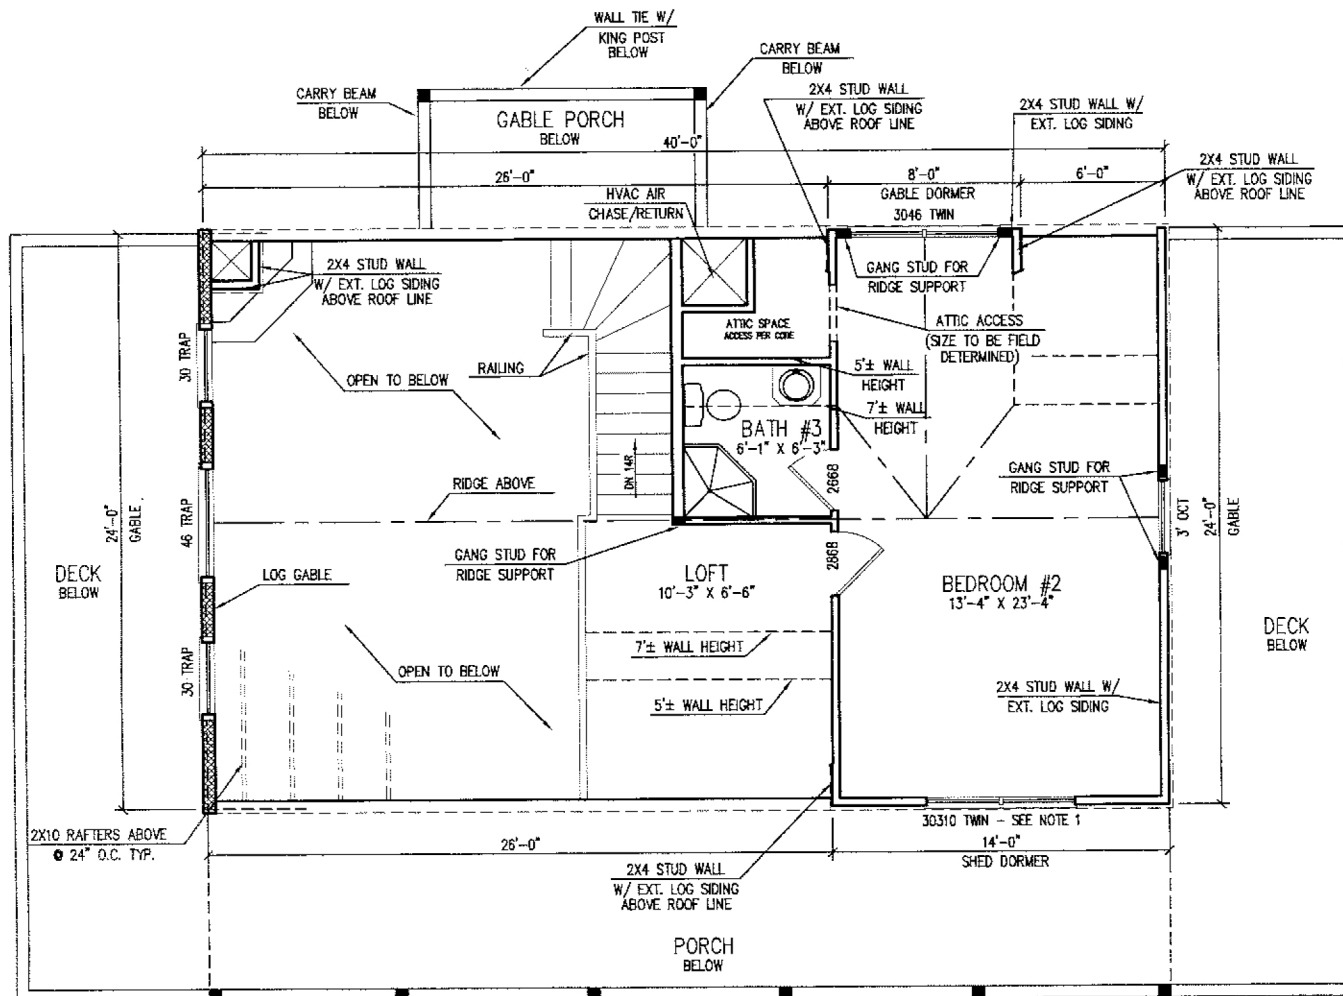 WALL TIE W/
KING POST
BELOW
CARRY BEAM
BELOW
CARRY BEAM
BELOW
2X4 STUD WALL
W/ EXT. LOG SIDING
ABOVE ROOF LINE
2X4 STUD WALL W/
EXT. LOG SIDING
GABLE PORCH
BELOW
40'-0"
2X4 STUD WALL
W/ EXT. LOG SIDING
ABOVE ROOF LINE
26'-0"
8'-0"
6'-0"
GABLE DORMER
3046 TWIN
HVAC AIR
CHASE/RETURN
2X4 STUD WALL
W/ EXT. LOG SIDING
ABOVE ROOF LINE
GANG STUD FOR
RIDGE SUPPORT
ATTIC SPACE
ACCESS PER CODE
ATTIC ACCESS
(SIZE TO BE FIELD
DETERMINED)
30 TRAP
RAILING
OPEN TO BELOW
5'± WALL
HEIGHT
7'± WALL
HEIGHT
BATH #3
6'-1" X 6'-3"
DN. 14R
2668
GANG STUD FOR
RIDGE SUPPORT
RIDGE ABOVE
24'-0"
GABLE
46 TRAP
3' OCT
24'-0"
GABLE
GANG STUD FOR
RIDGE SUPPORT
2868
DECK
BELOW
LOG GABLE
LOFT
10'-3" X 6'-6"
BEDROOM #2
13'-4" X 23'-4"
DECK
BELOW
30 TRAP
7'± WALL HEIGHT
OPEN TO BELOW
5'± WALL HEIGHT
2X4 STUD WALL W/
EXT. LOG SIDING
2X10 RAFTERS ABOVE
@ 24" O.C. TYP.
30310 TWIN - SEE NOTE 1
26'-0"
14'-0"
SHED DORMER
2X4 STUD WALL
W/ EXT. LOG SIDING
ABOVE ROOF LINE
PORCH
BELOW